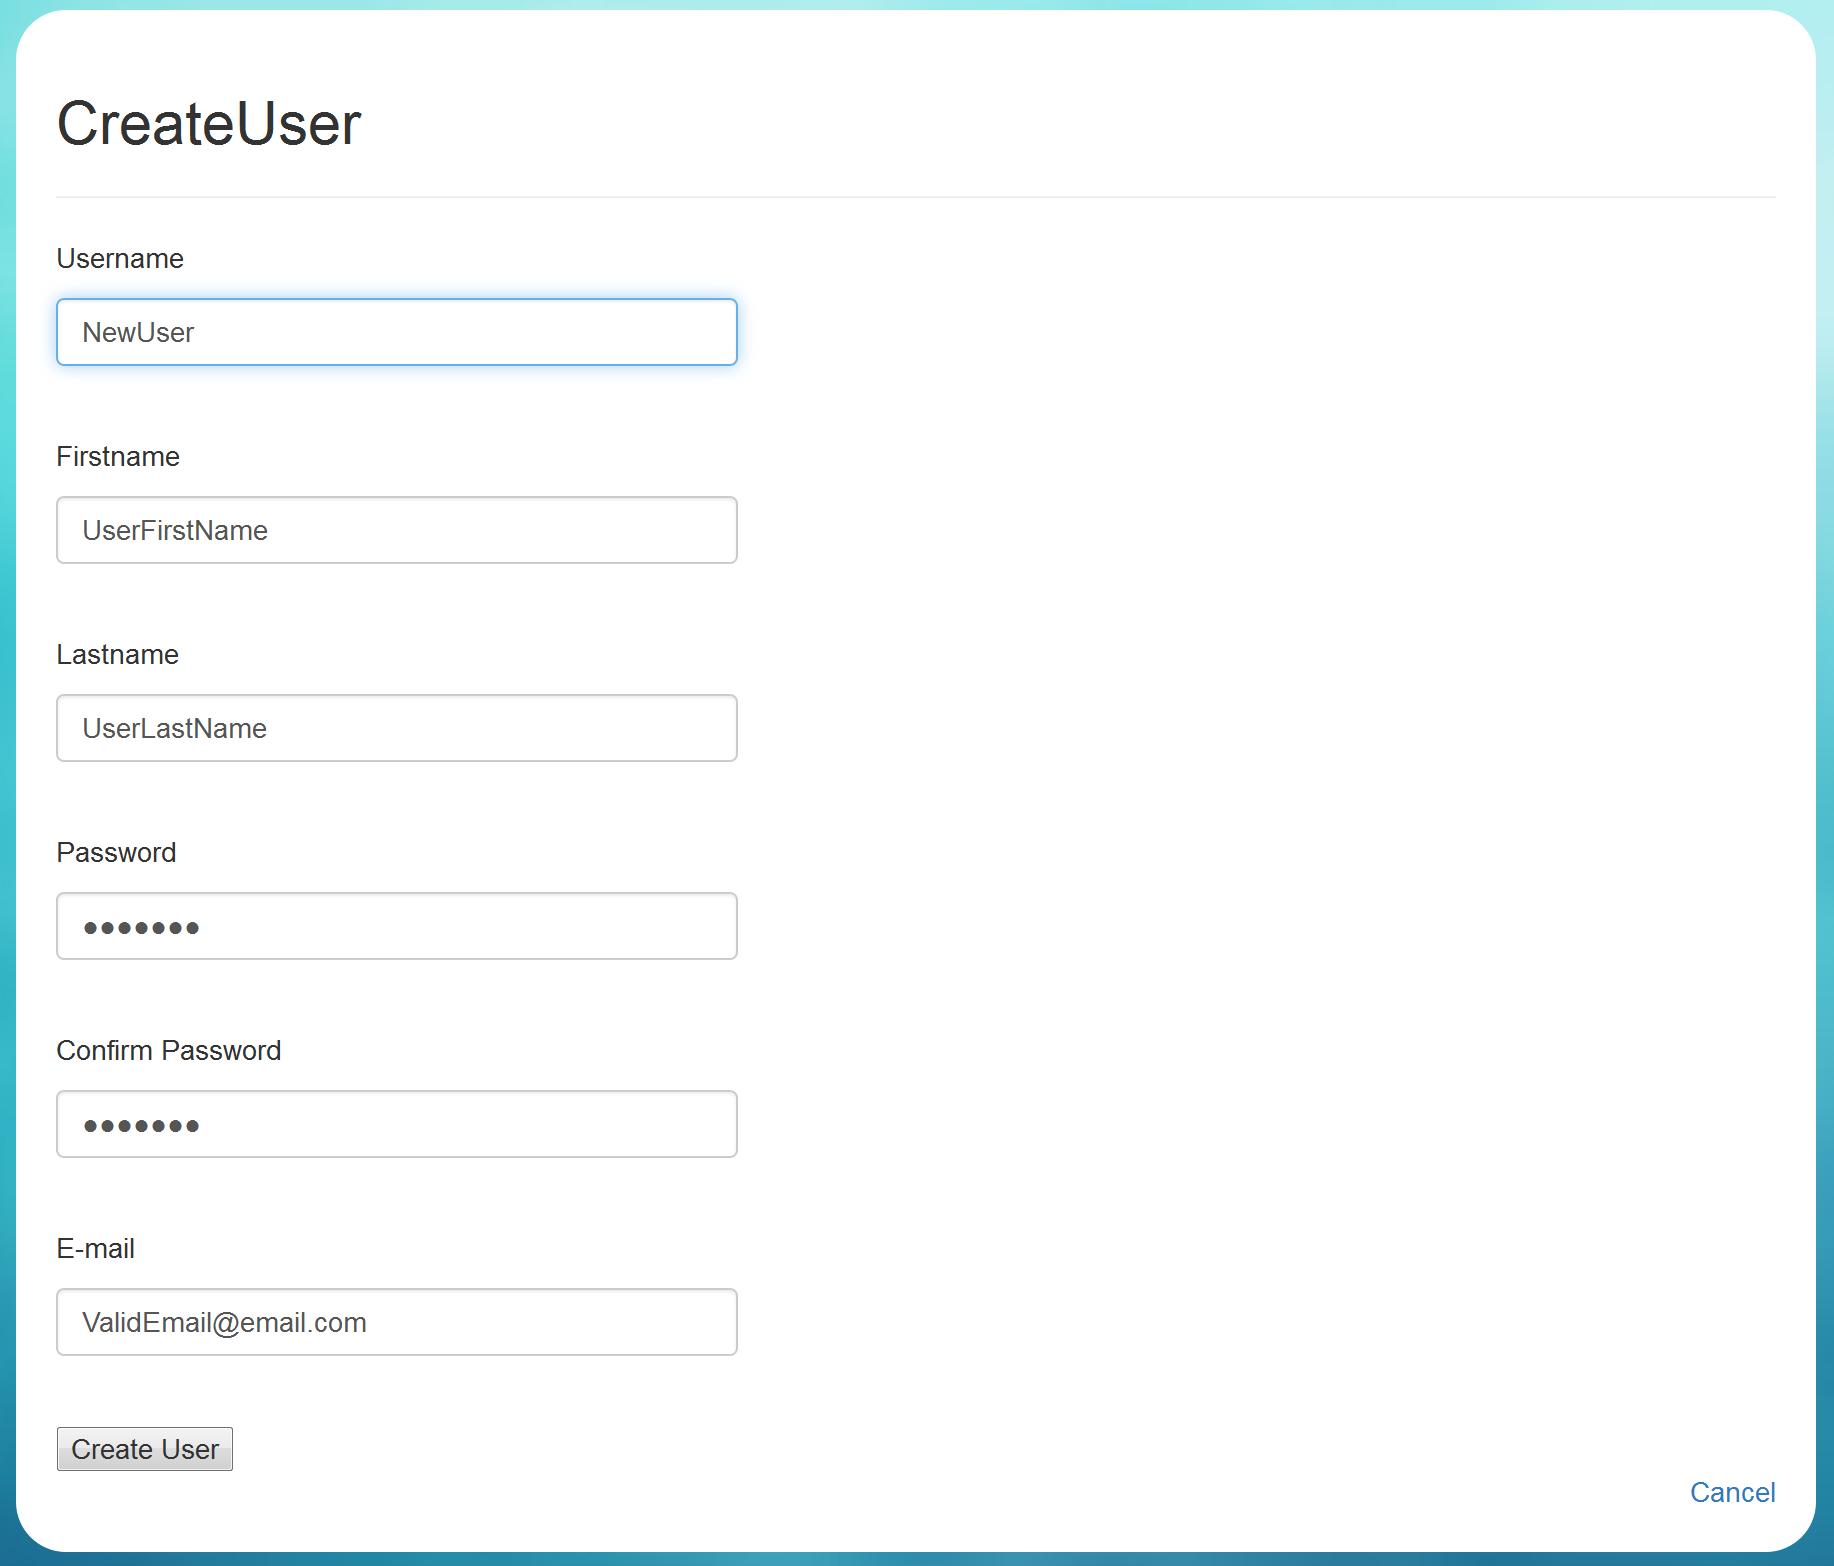 CreateUser
Username
NewUser
Firstname
UserFirstName
Lastname
UserLastName
Password
●●●●●●●
Confirm Password
●●●●●●●
E-mail
ValidEmail@email.com
Create User
Cancel